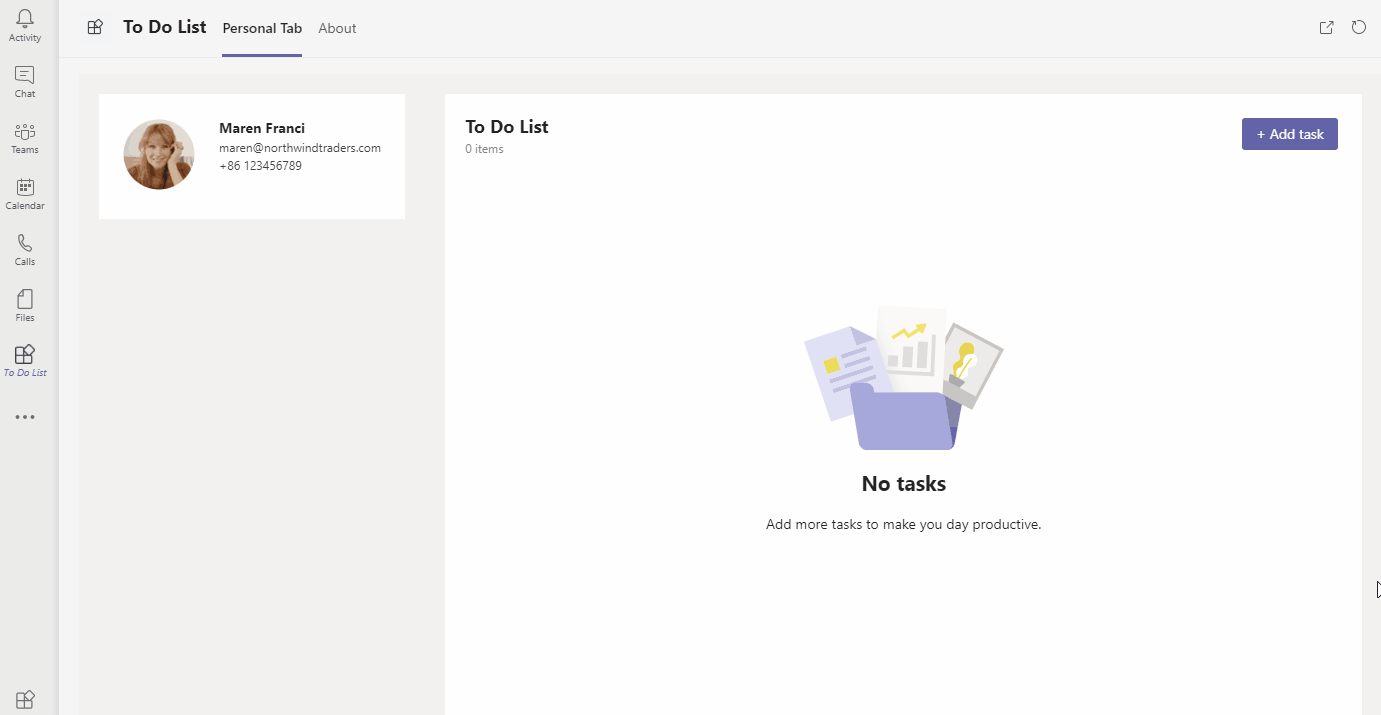 Activity
Chat
Teams
Calendar
Calls
Files
To Do List
To Do List Personal Tab About
Maren Franci
maren@northwindtraders.com
+86 123456789
To Do List
0 items
+ Add task
No tasks
Add more tasks to make you day productive.